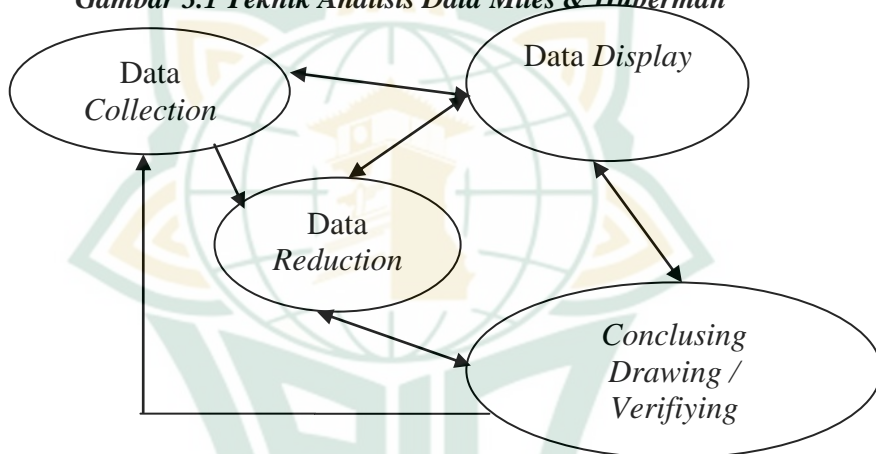 Gambar 3.1 Teknik Analisis Data Miles & Huberman
Data
Collection
Data Display
Data
Reduction
Conclusing
Drawing /
Verifiying